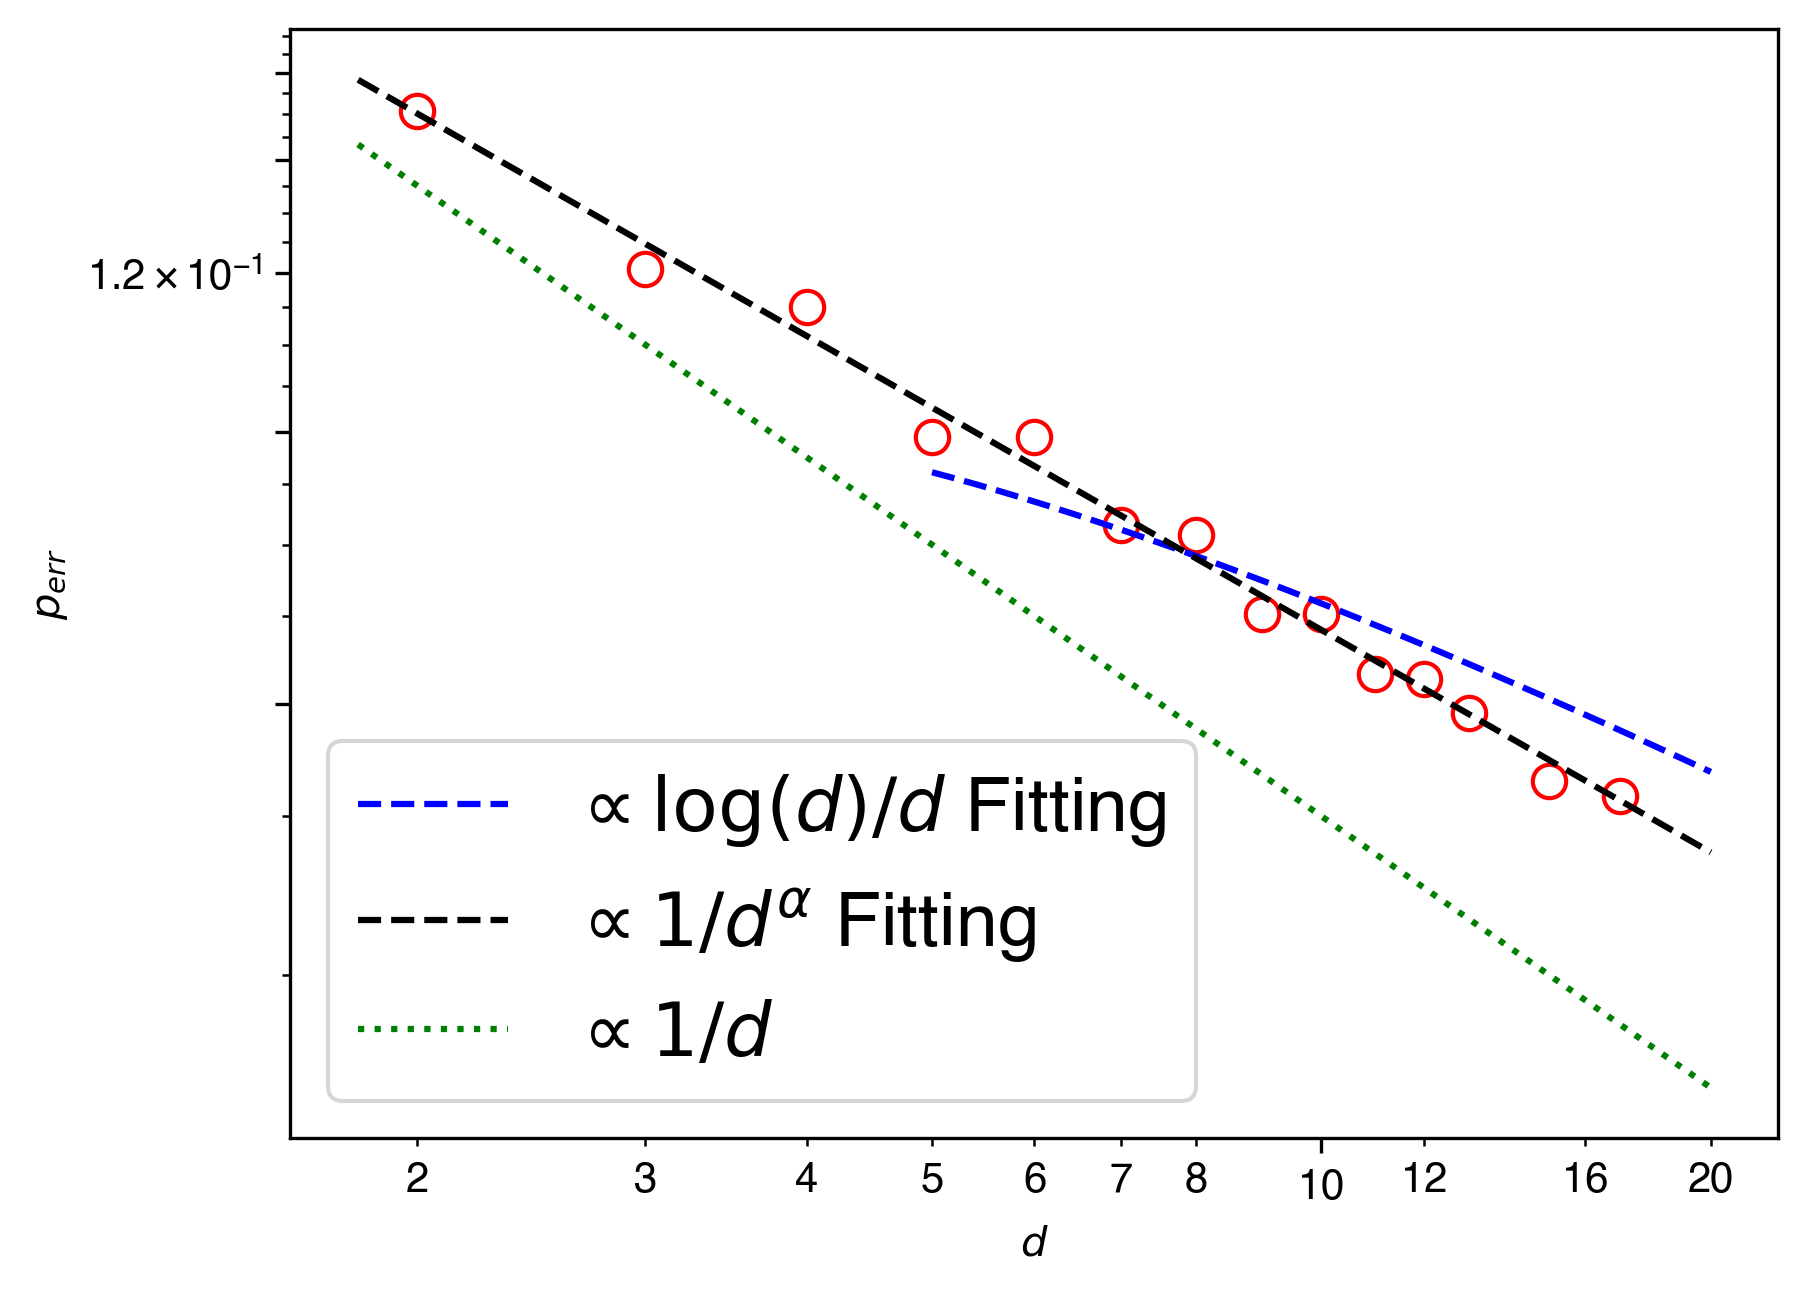 1.2 × 10⁻¹
p_err
∝ log(d)/d Fitting
∝ 1/d^α Fitting
∝ 1/d
2 3 4 5 6 7 8 10 12 16 20
d